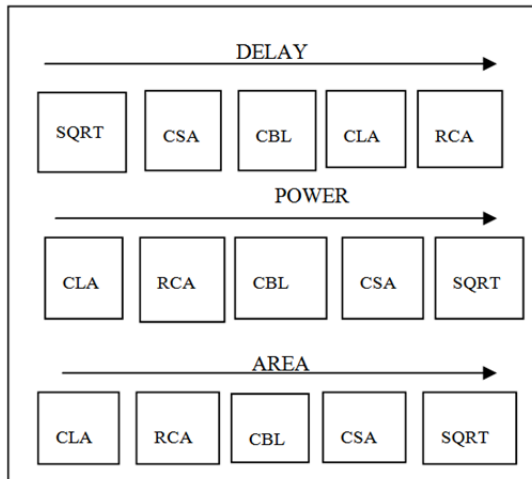 DELAY
SQRT CSA CBL CLA RCA
POWER
CLA RCA CBL CSA SQRT
AREA
CLA RCA CBL CSA SQRT